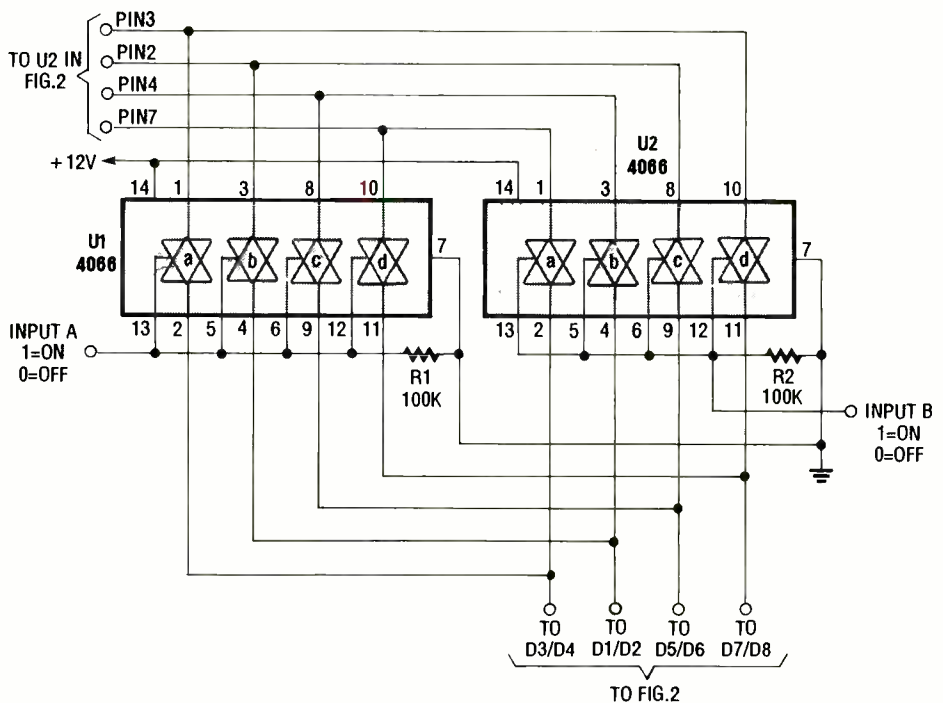 PIN3
PIN2
PIN4
PIN7
TO U2 IN
FIG.2
+12V
U2
4066
14 1 3 8 10
14 1 3 8 10
U1
4066
a b c d
7
a b c d
7
13 2 5 4 6 9 12 11
13 2 5 4 6 9 12 11
INPUT A
1=ON
0=OFF
R1
100K
R2
100K
INPUT B
1=ON
0=OFF
TO
D3/D4
TO
D1/D2
TO
D5/D6
TO
D7/D8
TO FIG.2